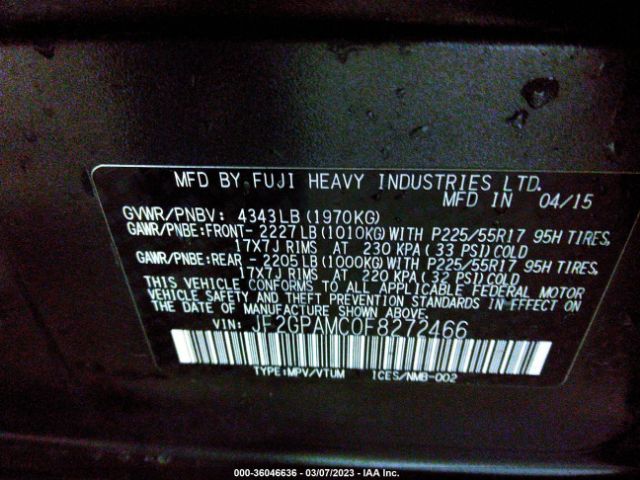 MFD BY FUJI HEAVY INDUSTRIES LTD.
MFD IN 04/15
GVWR/PNBV: 4343LB(1970KG)
GAWR/PNBE:FRONT- 2227LB(1010KG)WITH P225/55R17 95H TIRES,
17X7J RIMS AT 230 KPA(33 PSI)COLD
GAWR/PNBE:REAR - 2205LB(1000KG)WITH P225/55R17 95H TIRES,
17X7J RIMS AT 220 KPA(32 PSI)COLD
THIS VEHICLE CONFORMS TO ALL APPLICABLE FEDERAL MOTOR
VEHICLE SAFETY AND THEFT PREVENTION STANDARDS IN EFFECT ON
THE DATE OF MANUFACTURE SHOWN ABOVE.
VIN: JF2GPAMC0F8272466
TYPE:MPV/VTUM ICES/NMB-002
000-36046636 - 03/07/2023 - IAA Inc.